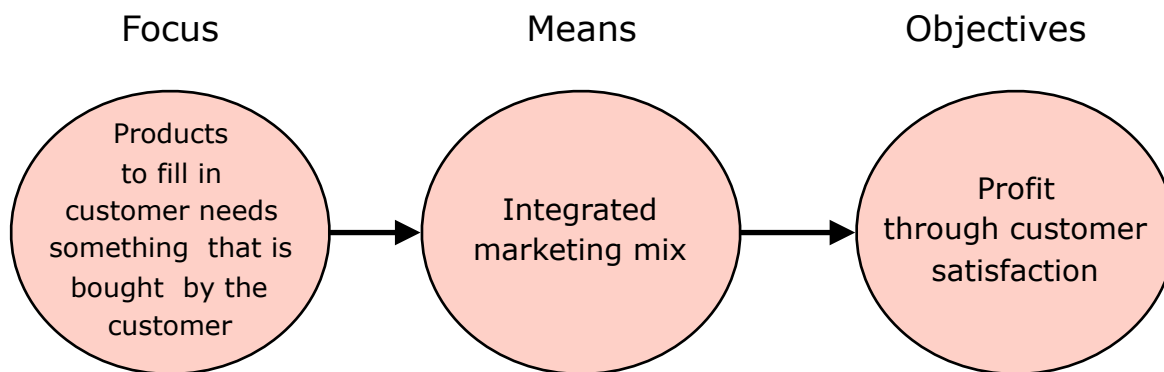 Focus
Means
Objectives
Products
to fill in
customer needs
something that is
bought by the
customer
Integrated
marketing mix
Profit
through customer
satisfaction